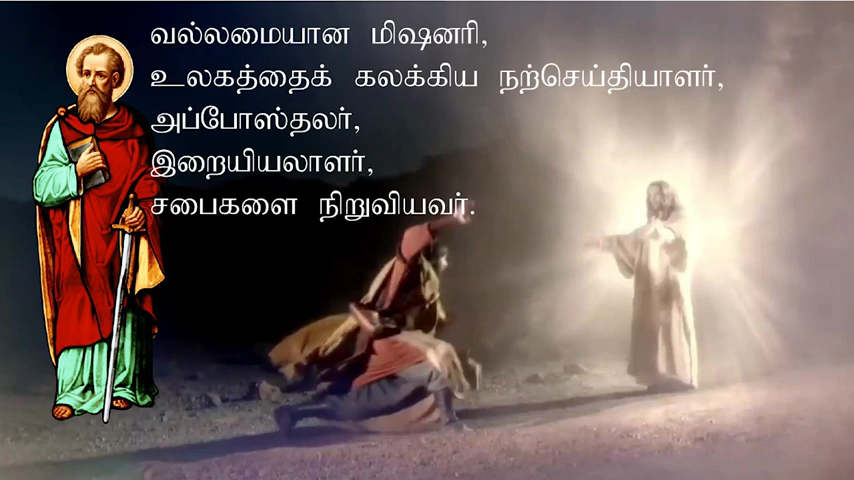 வல்லமையான மிஷனரி,
உலகத்தைக் கலக்கிய நற்செய்தியாளர்,
அப்போஸ்தலர்,
இறையியலாளர்,
சபைகளை நிறுவியவர்.